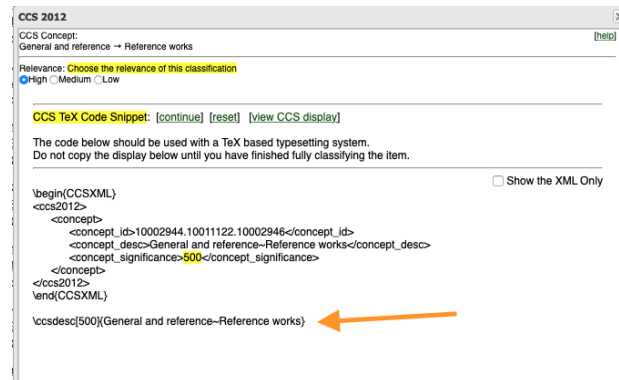 CCS 2012
CCS Concept:
[help]
General and reference → Reference works
Relevance: Choose the relevance of this classification
High Medium Low
CCS TeX Code Snippet: [continue] [reset] [view CCS display]
The code below should be used with a TeX based typesetting system.
Do not copy the display below until you have finished fully classifying the item.
Show the XML Only
\begin{CCSXML}
<ccs2012>
<concept>
<concept_id>10002944.10011122.10002946</concept_id>
<concept_desc>General and reference~Reference works</concept_desc>
<concept_significance>500</concept_significance>
</concept>
</ccs2012>
\end{CCSXML}
\ccsdesc[500]{General and reference~Reference works}